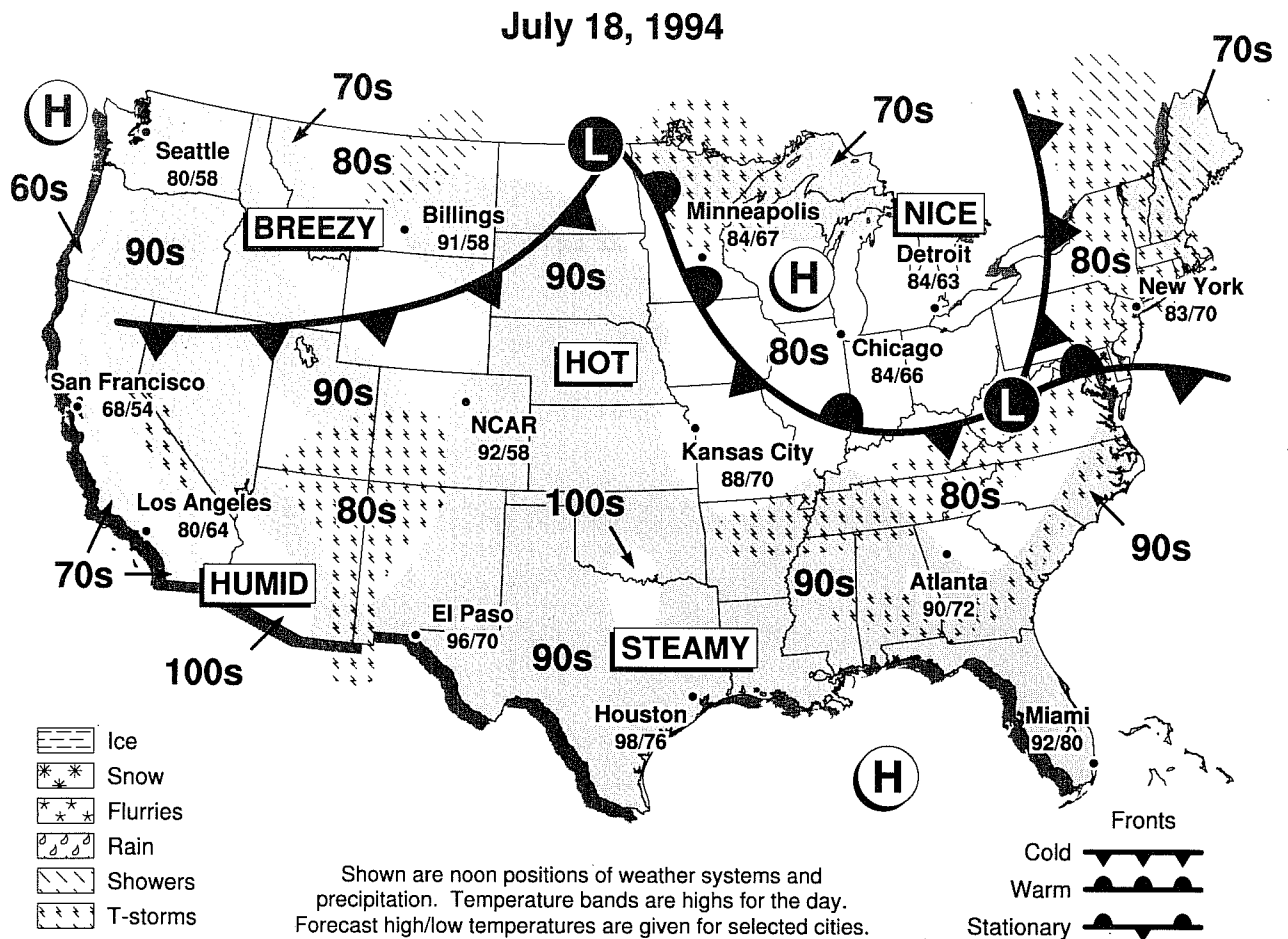 July 18, 1994
H
70s
70s
70s
Seattle
80/58
80s
L
60s
BREEZY
Billings
91/58
Minneapolis
84/67
NICE
Detroit
84/63
90s
90s
H
80s
New York
83/70
HOT
80s
Chicago
84/66
San Francisco
68/54
90s
NCAR
92/58
L
Kansas City
88/70
Los Angeles
80/64
80s
100s
80s
90s
70s
HUMID
90s
Atlanta
90/72
El Paso
96/70
100s
90s
STEAMY
Houston
98/76
Miami
92/80
H
Ice
Snow
Flurries
Rain
Showers
T-storms
Shown are noon positions of weather systems and
precipitation. Temperature bands are highs for the day.
Forecast high/low temperatures are given for selected cities.
Fronts
Cold
Warm
Stationary